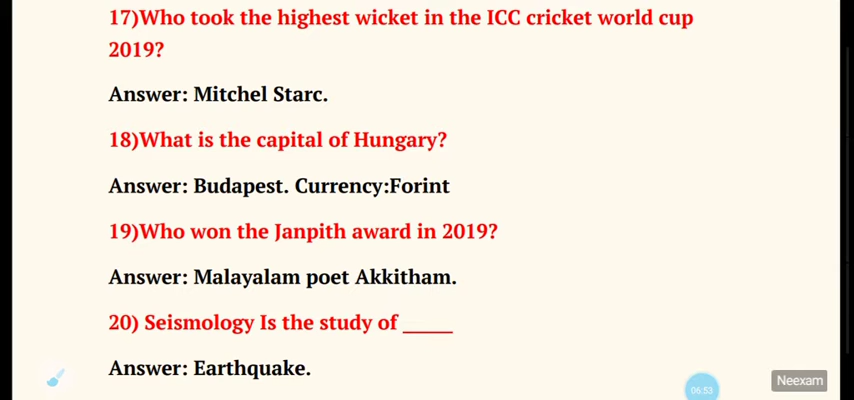 17)Who took the highest wicket in the ICC cricket world cup
2019?
Answer: Mitchel Starc.
18)What is the capital of Hungary?
Answer: Budapest. Currency:Forint
19)Who won the Janpith award in 2019?
Answer: Malayalam poet Akkitham.
20) Seismology Is the study of _____
Answer: Earthquake.
06:53
Neexam